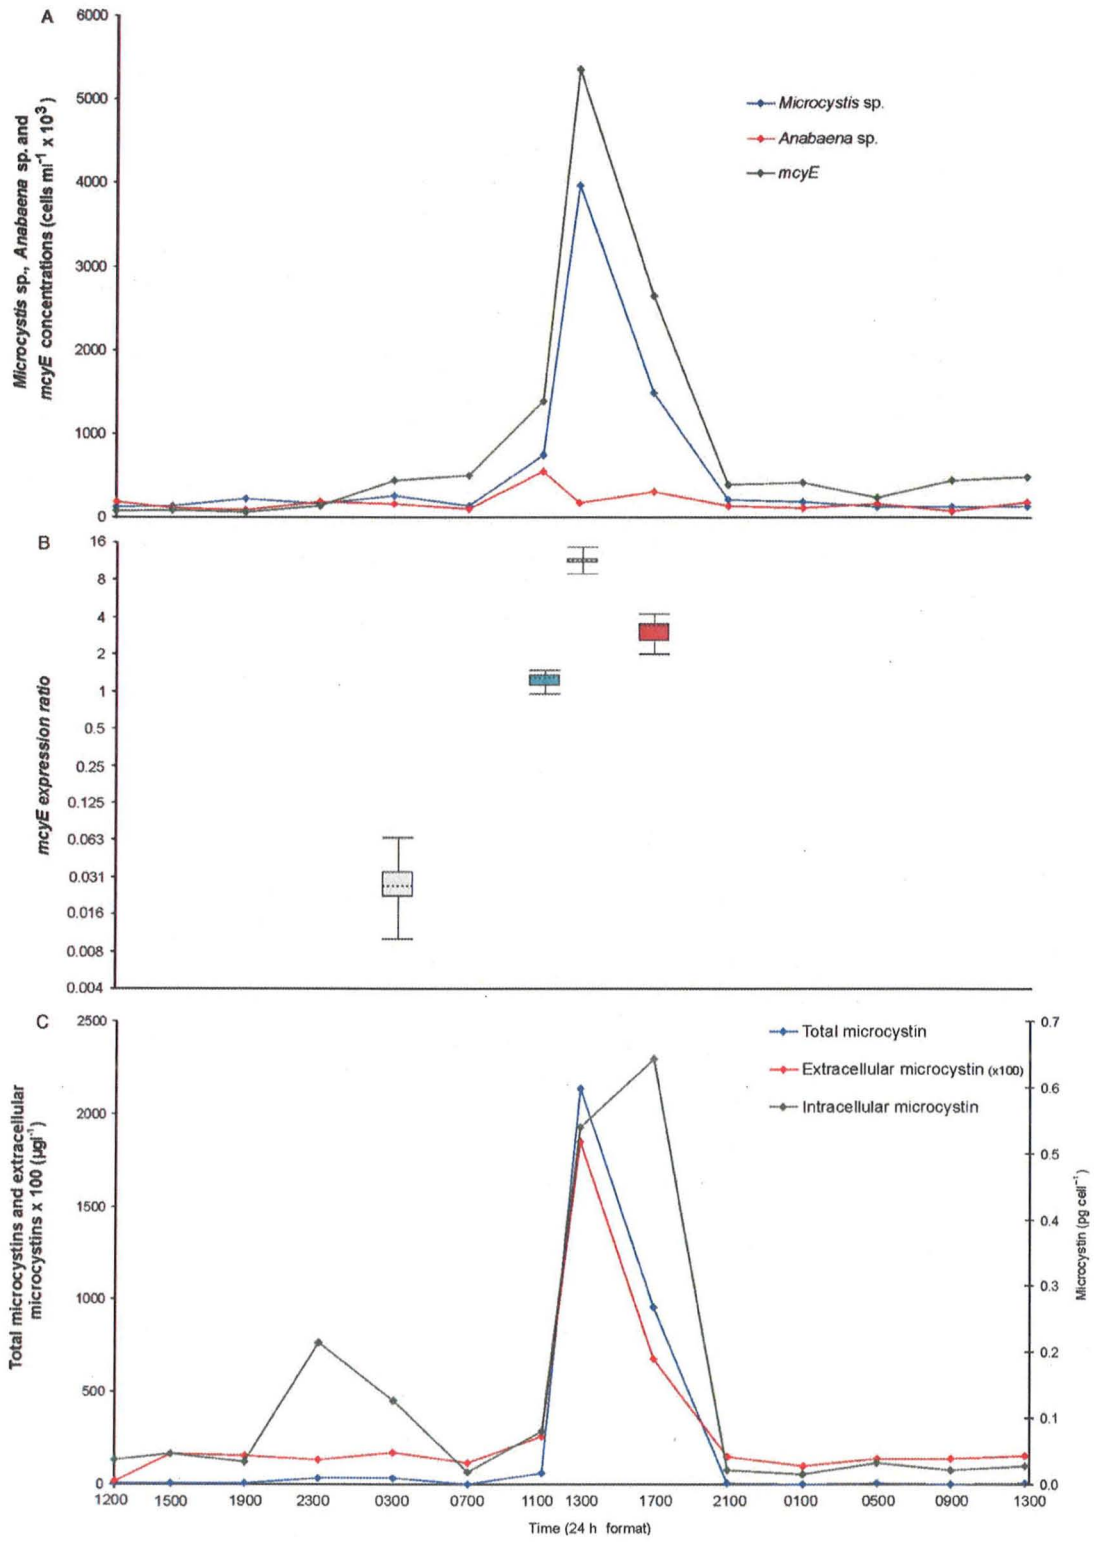 A
6000
5000
4000
3000
2000
1000
0
Microcystis sp., Anabaena sp. and
mcyE concentrations (cells ml⁻¹ x 10³)
Microcystis sp.
Anabaena sp.
mcyE
B
16
8
4
2
1
0.5
0.25
0.125
0.063
0.031
0.016
0.008
0.004
mcyE expression ratio
C
2500
2000
1500
1000
500
0
Total microcystins and extracellular
microcystins x 100 (µgl⁻¹)
Total microcystin
Extracellular microcystin (x100)
Intracellular microcystin
0.7
0.6
0.5
0.4
0.3
0.2
0.1
0.0
Microcystin (pg cell⁻¹)
1200 1500 1900 2300 0300 0700 1100 1300 1700 2100 0100 0500 0900 1300
Time (24 h format)